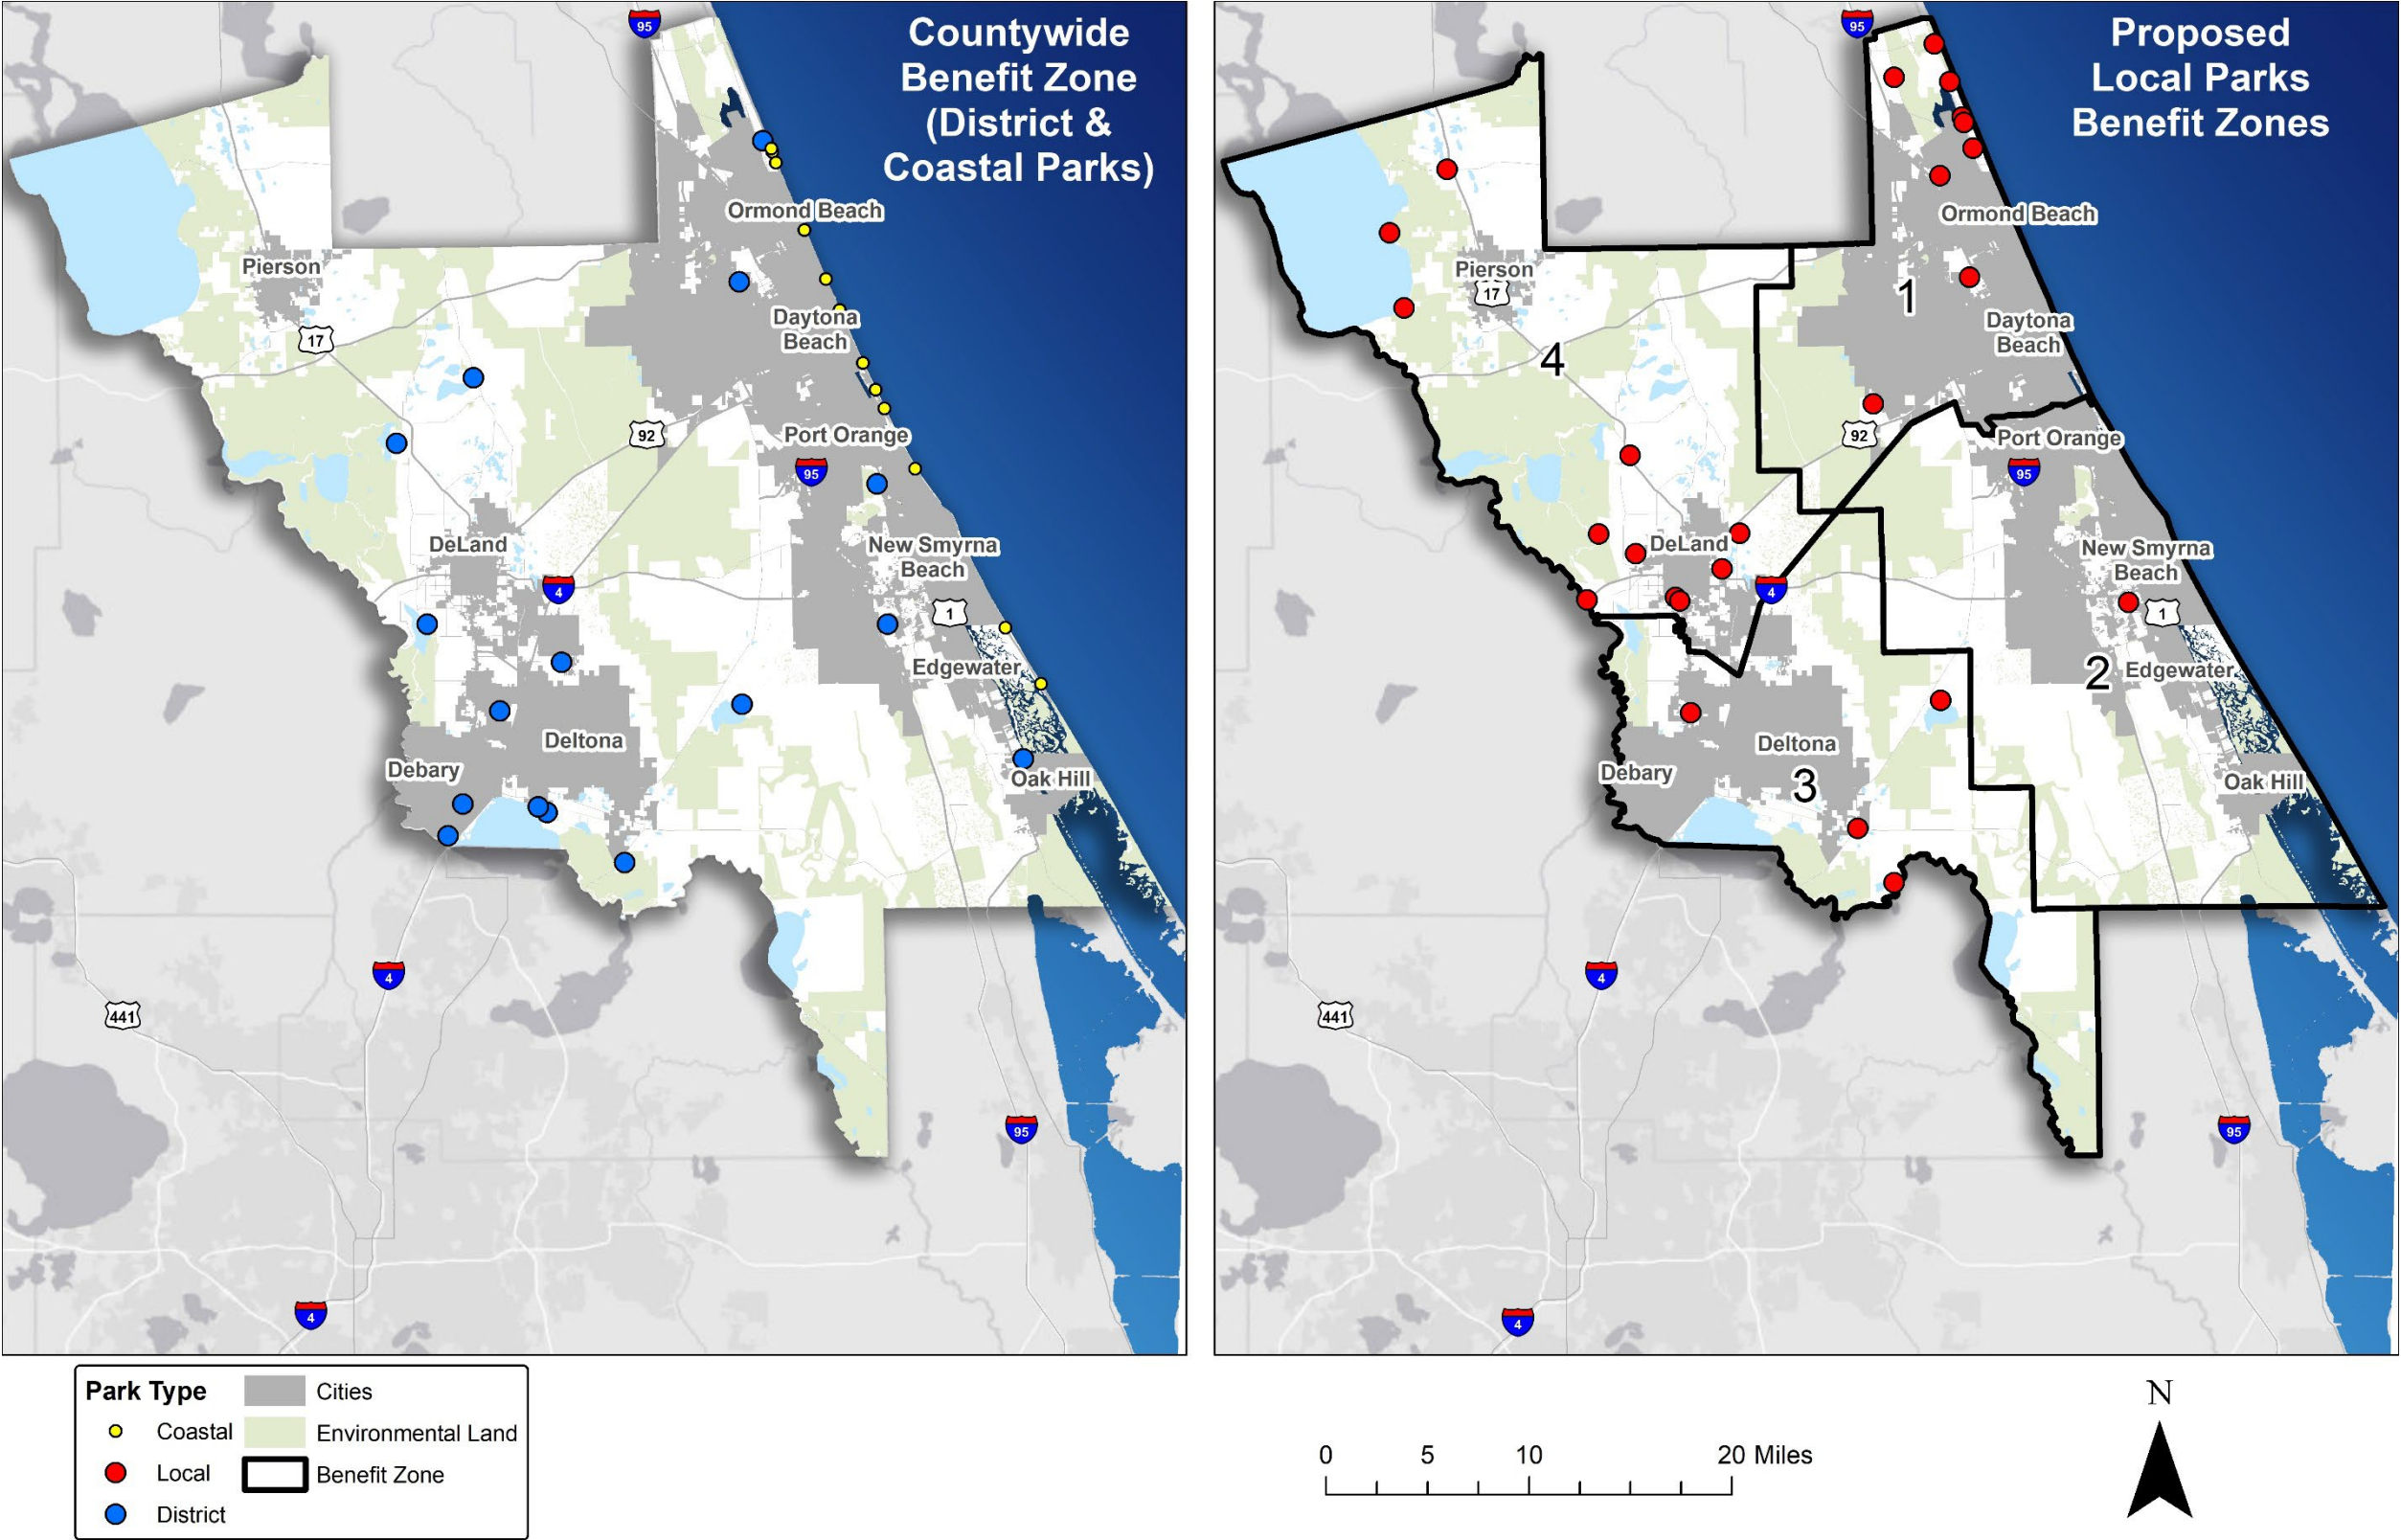 Countywide
Benefit Zone
(District &
Coastal Parks)
95
Ormond Beach
Pierson
17
Daytona
Beach
92
Port Orange
95
DeLand
New Smyrna
Beach
4
1
Edgewater
Deltona
Debary
Oak Hill
4
441
95
4
Proposed
Local Parks
Benefit Zones
95
Ormond Beach
Pierson
17
1
Daytona
Beach
4
92
Port Orange
95
DeLand
New Smyrna
Beach
4
1
2
Edgewater
Deltona
Debary
3
Oak Hill
4
441
95
4
Park Type
Coastal
Local
District
Cities
Environmental Land
Benefit Zone
0 5 10 20 Miles
N